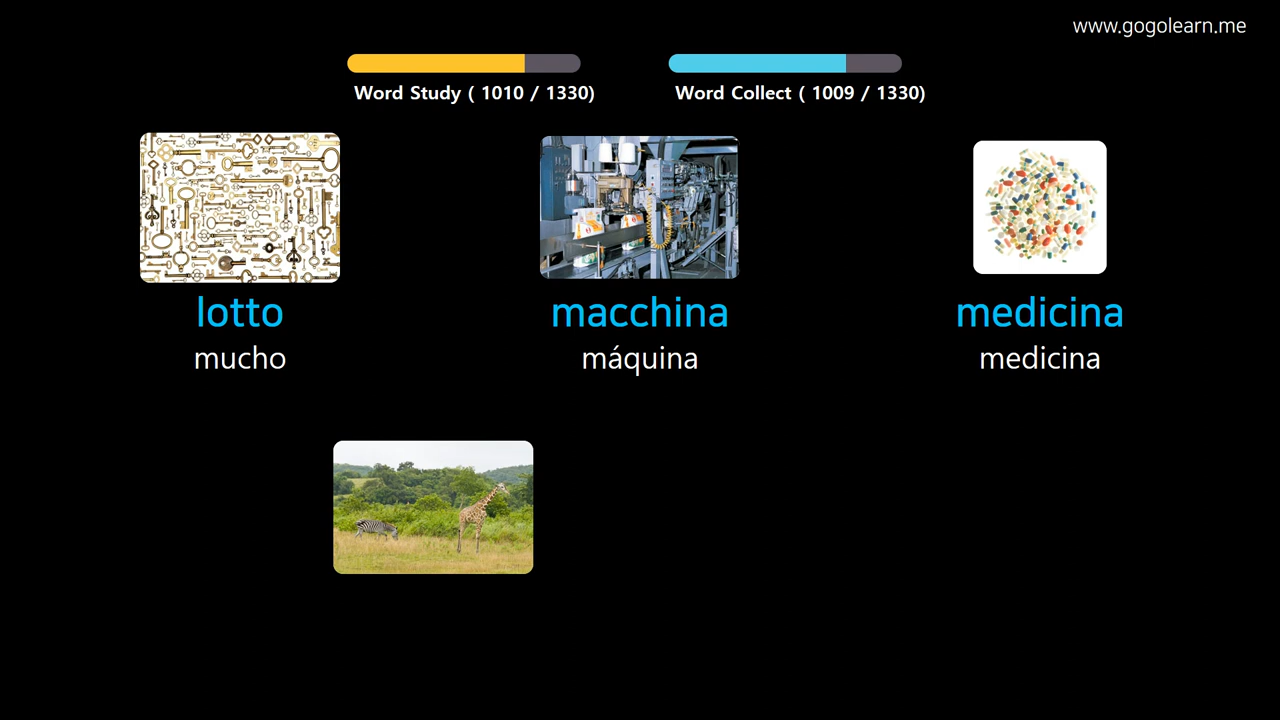 www.gogolearn.me
Word Study ( 1010 / 1330)
Word Collect ( 1009 / 1330)
lotto
macchina
medicina
mucho
máquina
medicina